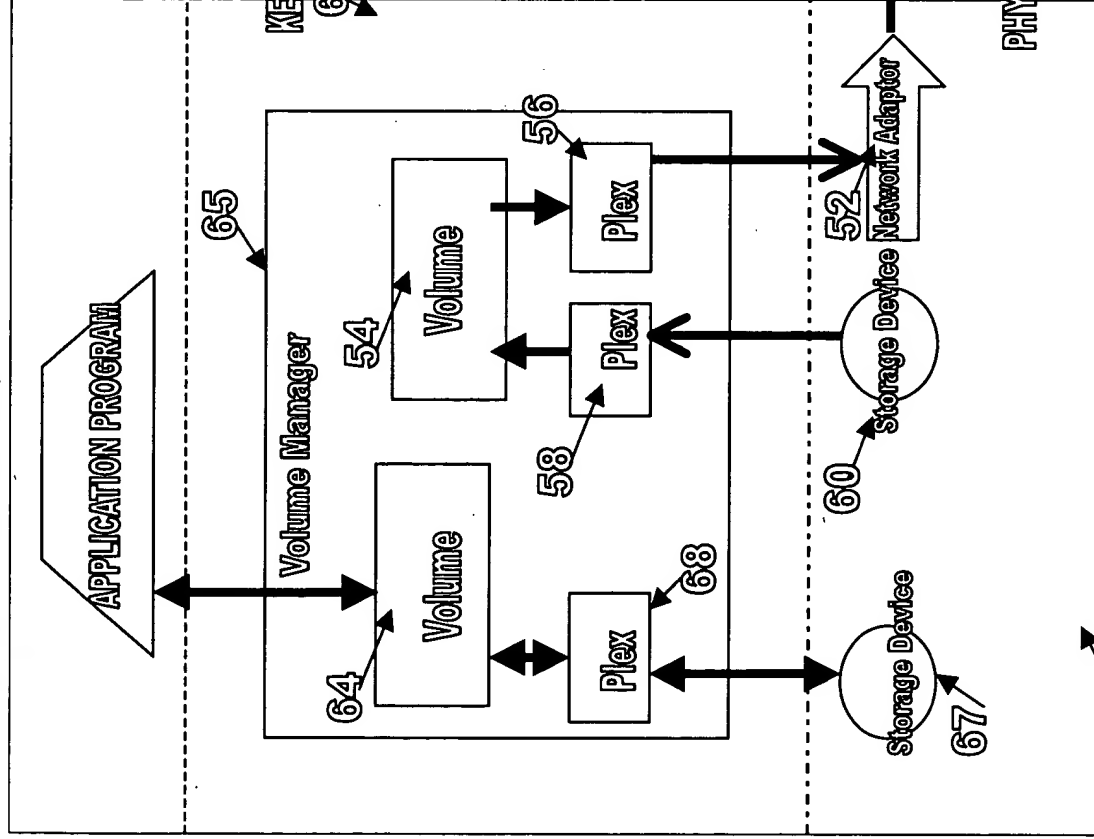 APPLICATION PROGRAM
65
Volume Manager
64
Volume
54
Volume
68
Plex
58
Plex
56
Plex
67
Storage Device
60
Storage Device
52
Network Adaptor